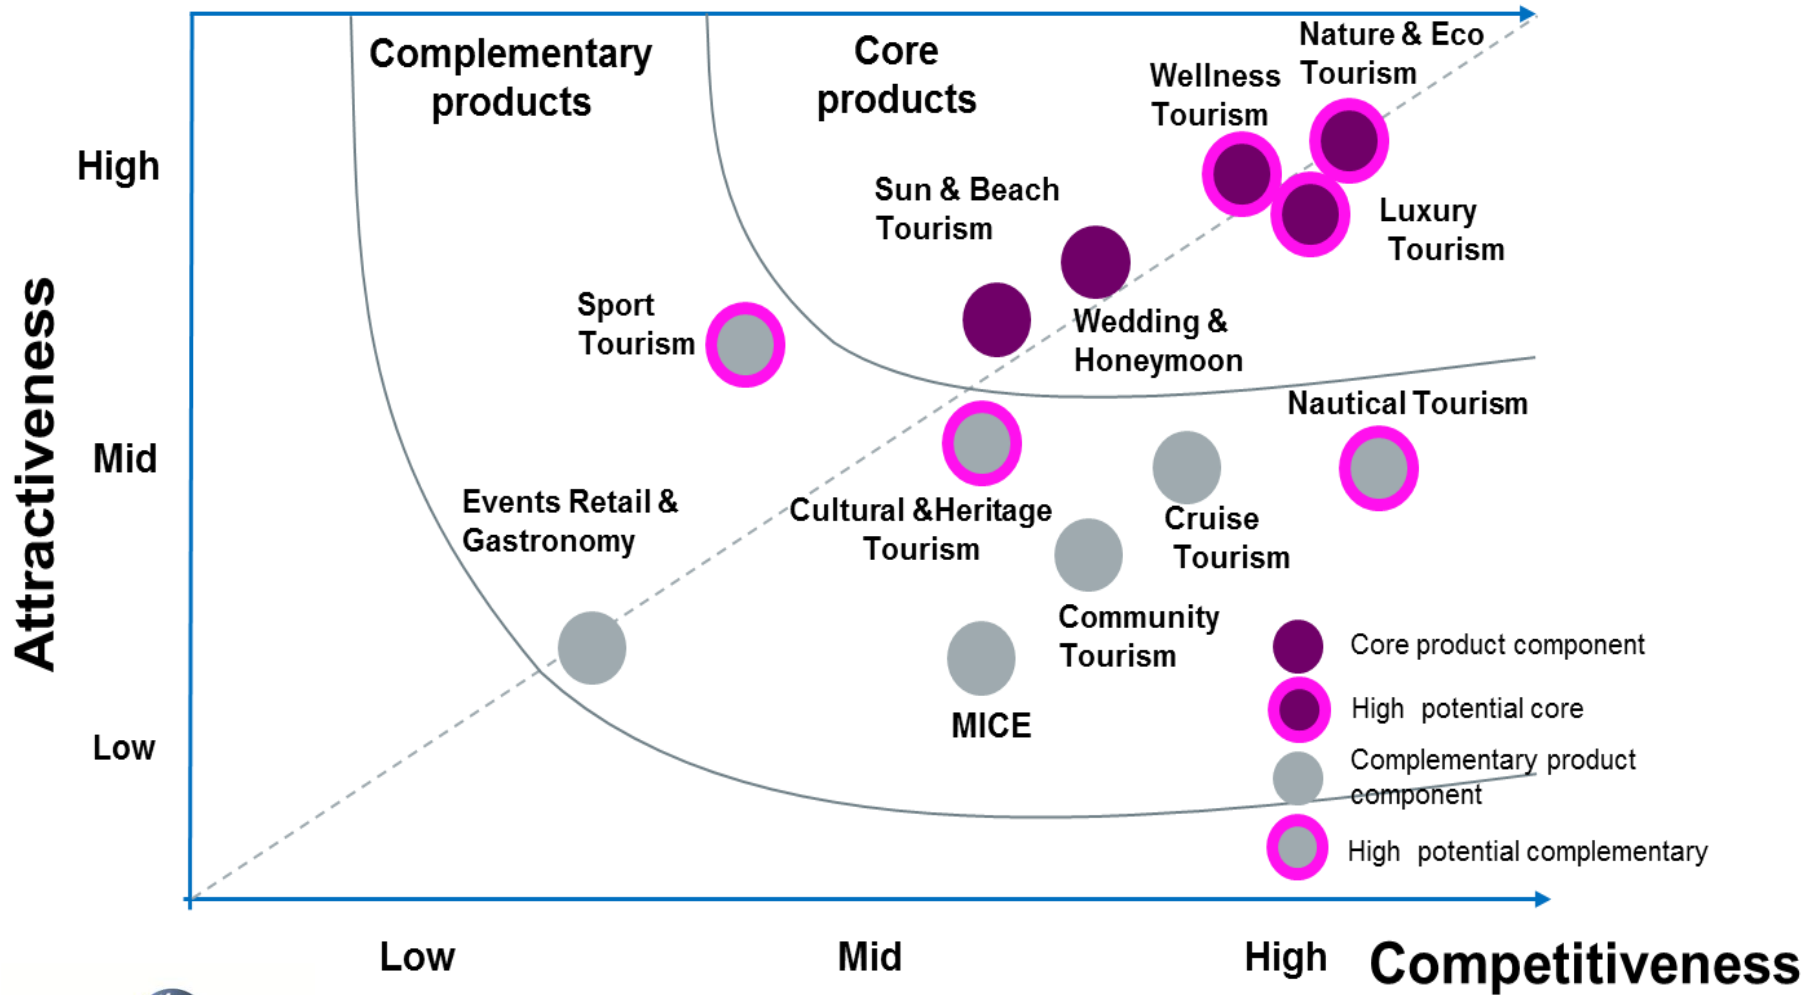 Complementary
products
Core
products
Nature & Eco
Tourism
Wellness
Tourism
High
Sun & Beach
Tourism
Luxury
Tourism
Sport
Tourism
Wedding &
Honeymoon
Attractiveness
Mid
Nautical Tourism
Events Retail &
Gastronomy
Cultural &Heritage
Tourism
Cruise
Tourism
Community
Tourism
MICE
Low
Core product component
High potential core
Complementary product
component
High potential complementary
Low
Mid
High
Competitiveness